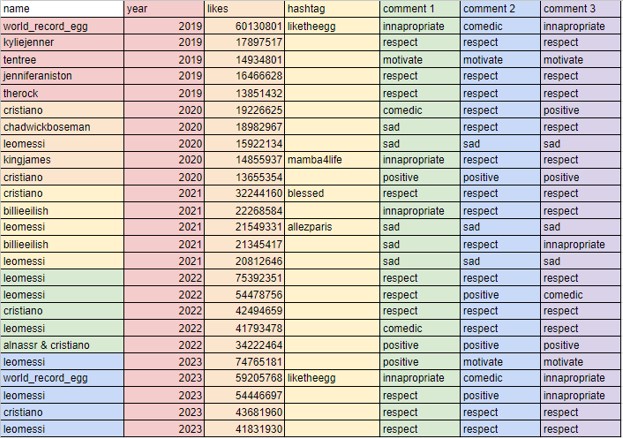 name year likes hashtag comment 1 comment 2 comment 3
world_record_egg 2019 60130801 liketheegg innapropriate comedic innapropriate
kyliejenner 2019 17897517 respect respect respect
tentree 2019 14934801 motivate motivate motivate
jenniferaniston 2019 16466628 respect respect respect
therock 2019 13851432 respect respect respect
cristiano 2020 19226625 comedic respect positive
chadwickboseman 2020 18982967 sad respect respect
leomessi 2020 15922134 sad sad sad
kingjames 2020 14855937 mamba4life innapropriate respect respect
cristiano 2020 13655354 positive positive positive
cristiano 2021 32244160 blessed respect respect respect
billieeilish 2021 22268584 innapropriate respect respect
leomessi 2021 21549331 allezparis sad sad sad
billieeilish 2021 21345417 sad respect innapropriate
leomessi 2021 20812646 sad sad sad
leomessi 2022 75392351 respect respect respect
leomessi 2022 54478756 respect positive comedic
cristiano 2022 42494659 respect respect respect
leomessi 2022 41793478 comedic respect respect
alnassr & cristiano 2022 34222464 positive positive positive
leomessi 2023 74765181 positive motivate motivate
world_record_egg 2023 59205768 liketheegg innapropriate comedic innapropriate
leomessi 2023 54446697 respect positive innapropriate
cristiano 2023 43681960 respect respect respect
leomessi 2023 41831930 respect respect respect